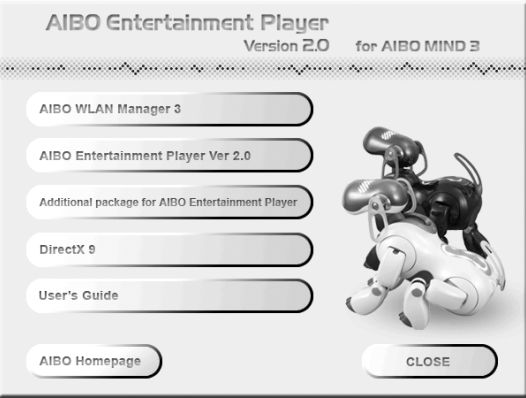 AIBO Entertainment Player
Version 2.0 for AIBO MIND 3
AIBO WLAN Manager 3
AIBO Entertainment Player Ver 2.0
Additional package for AIBO Entertainment Player
DirectX 9
User's Guide
AIBO Homepage
CLOSE